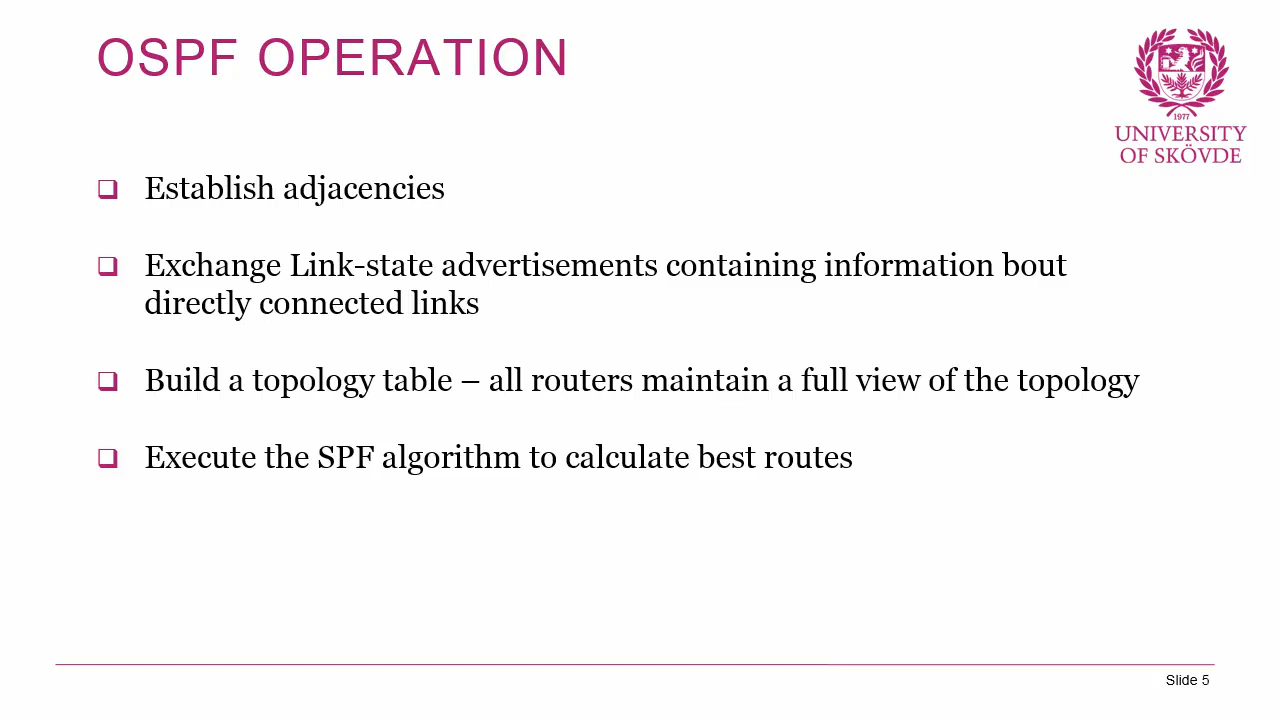 OSPF OPERATION
1977
UNIVERSITY
OF SKÖVDE
Establish adjacencies
Exchange Link-state advertisements containing information bout
directly connected links
Build a topology table – all routers maintain a full view of the topology
Execute the SPF algorithm to calculate best routes
Slide 5